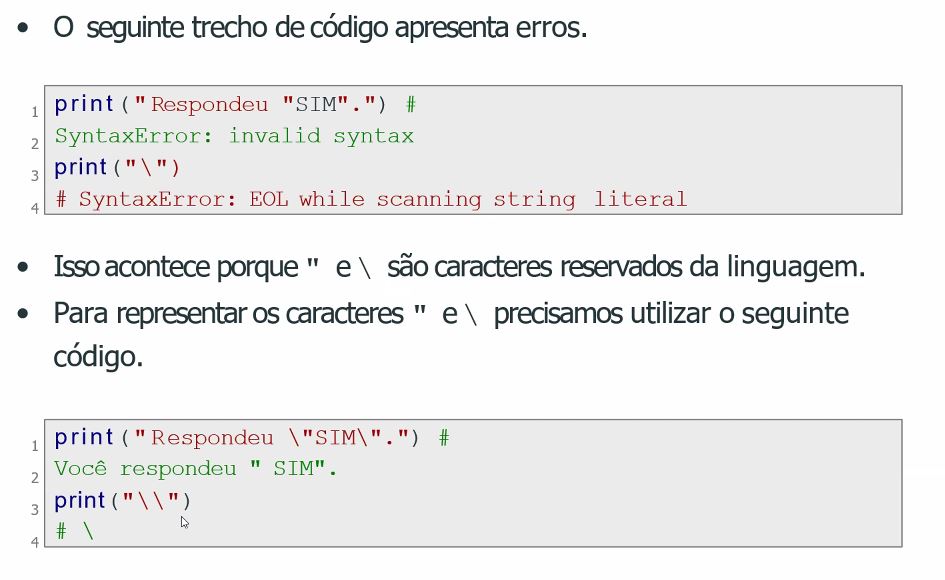 • O seguinte trecho de código apresenta erros.
1 print("Respondeu "SIM".") #
2 SyntaxError: invalid syntax
3 print("\")
4 # SyntaxError: EOL while scanning string literal
• Isso acontece porque " e \ são caracteres reservados da linguagem.
• Para representar os caracteres " e \ precisamos utilizar o seguinte
código.
1 print("Respondeu \"SIM\".") #
2 Você respondeu " SIM".
3 print("\\")
4 # \